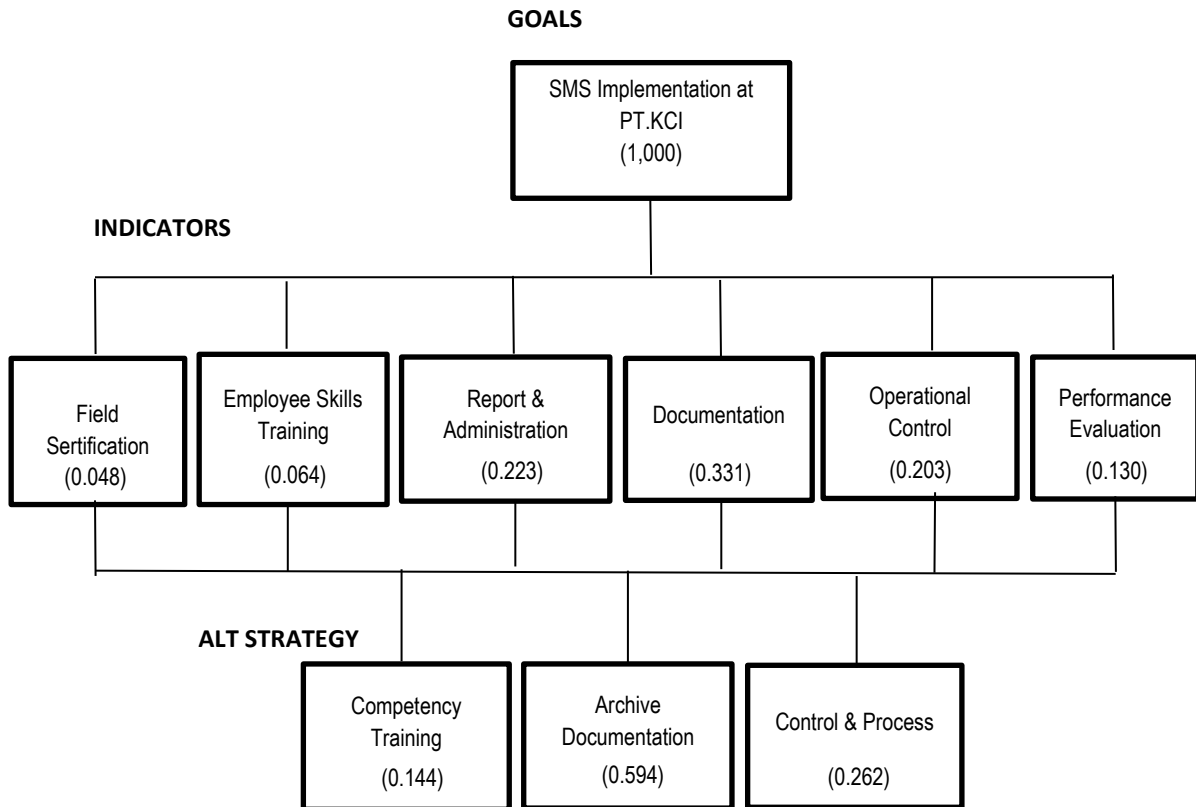 GOALS
SMS Implementation at
PT.KCI
(1,000)
INDICATORS
Field
Sertification
(0.048)
Employee Skills
Training
(0.064)
Report &
Administration
(0.223)
Documentation
(0.331)
Operational
Control
(0.203)
Performance
Evaluation
(0.130)
ALT STRATEGY
Competency
Training
(0.144)
Archive
Documentation
(0.594)
Control & Process
(0.262)